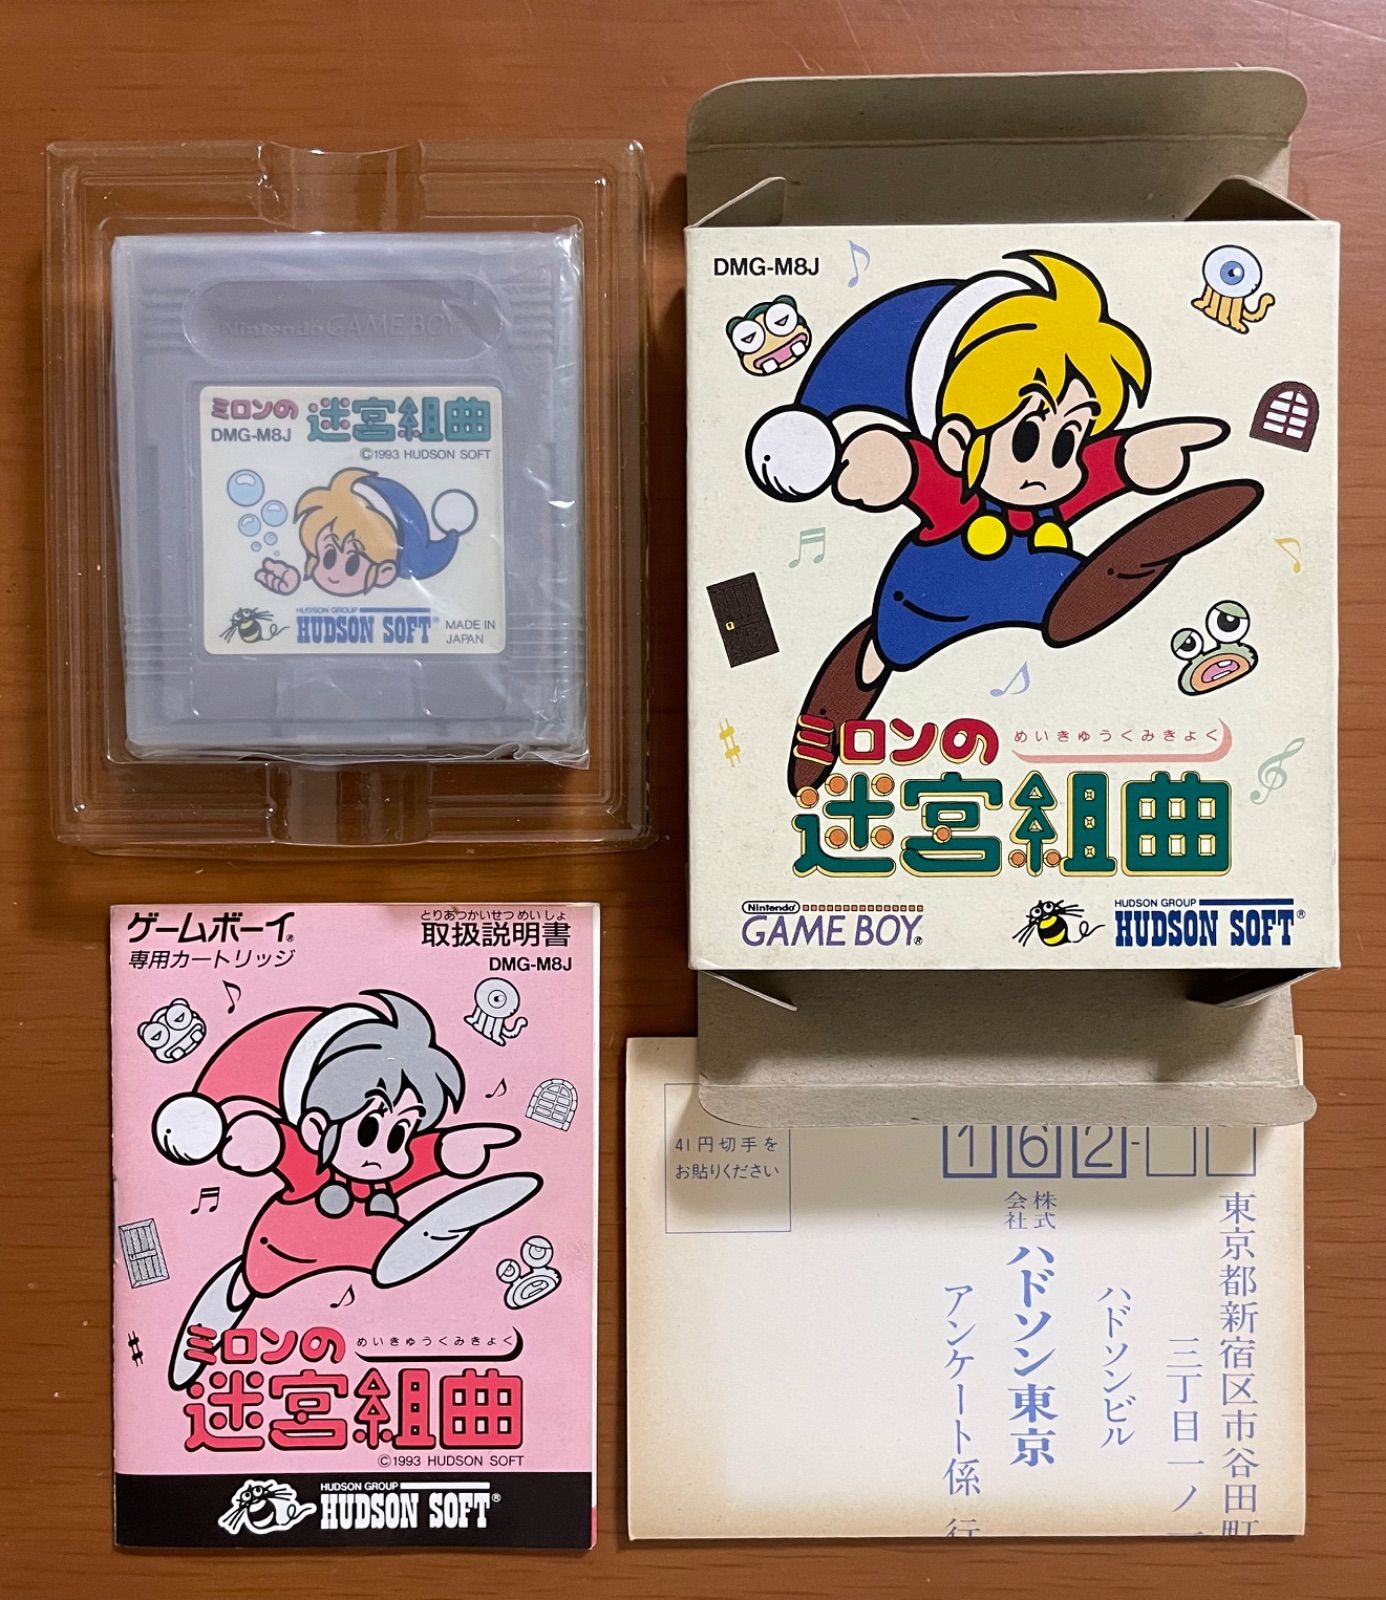 Nintendo GAME BOY
ミロンの
迷宮組曲
DMG-M8J
©1993 HUDSON SOFT
HUDSON GROUP
HUDSON SOFT®
MADE IN
JAPAN
DMG-M8J
ミロンの
めいきゅうくみきょく
迷宮組曲
Nintendo®
GAME BOY®
HUDSON GROUP
HUDSON SOFT®
ゲームボーイ®
専用カートリッジ
とりあつかいせつめいしょ
取扱説明書
DMG-M8J
ミロンの
めいきゅうくみきょく
迷宮組曲
©1993 HUDSON SOFT
HUDSON GROUP
HUDSON SOFT®
41円切手を
お貼りください
162-
東京都新宿区市谷田町
三丁目一ノ一
ハドソンビル
株式会社
ハドソン東京
アンケート係 行